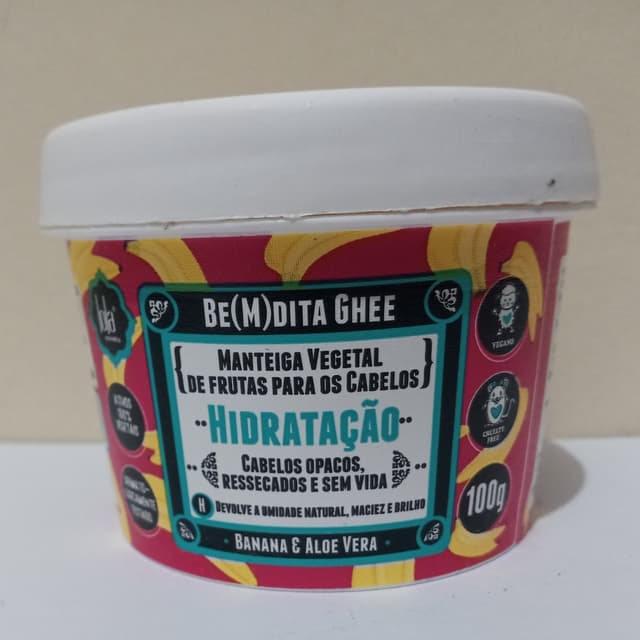 Be(m)dita Ghee
Manteiga Vegetal
de frutas para os Cabelos
Hidratação
Cabelos opacos,
ressecados e sem vida
H Devolve a umidade natural, maciez e brilho
Banana & Aloe Vera
lola
Vegano
Cruelty
Free
100g